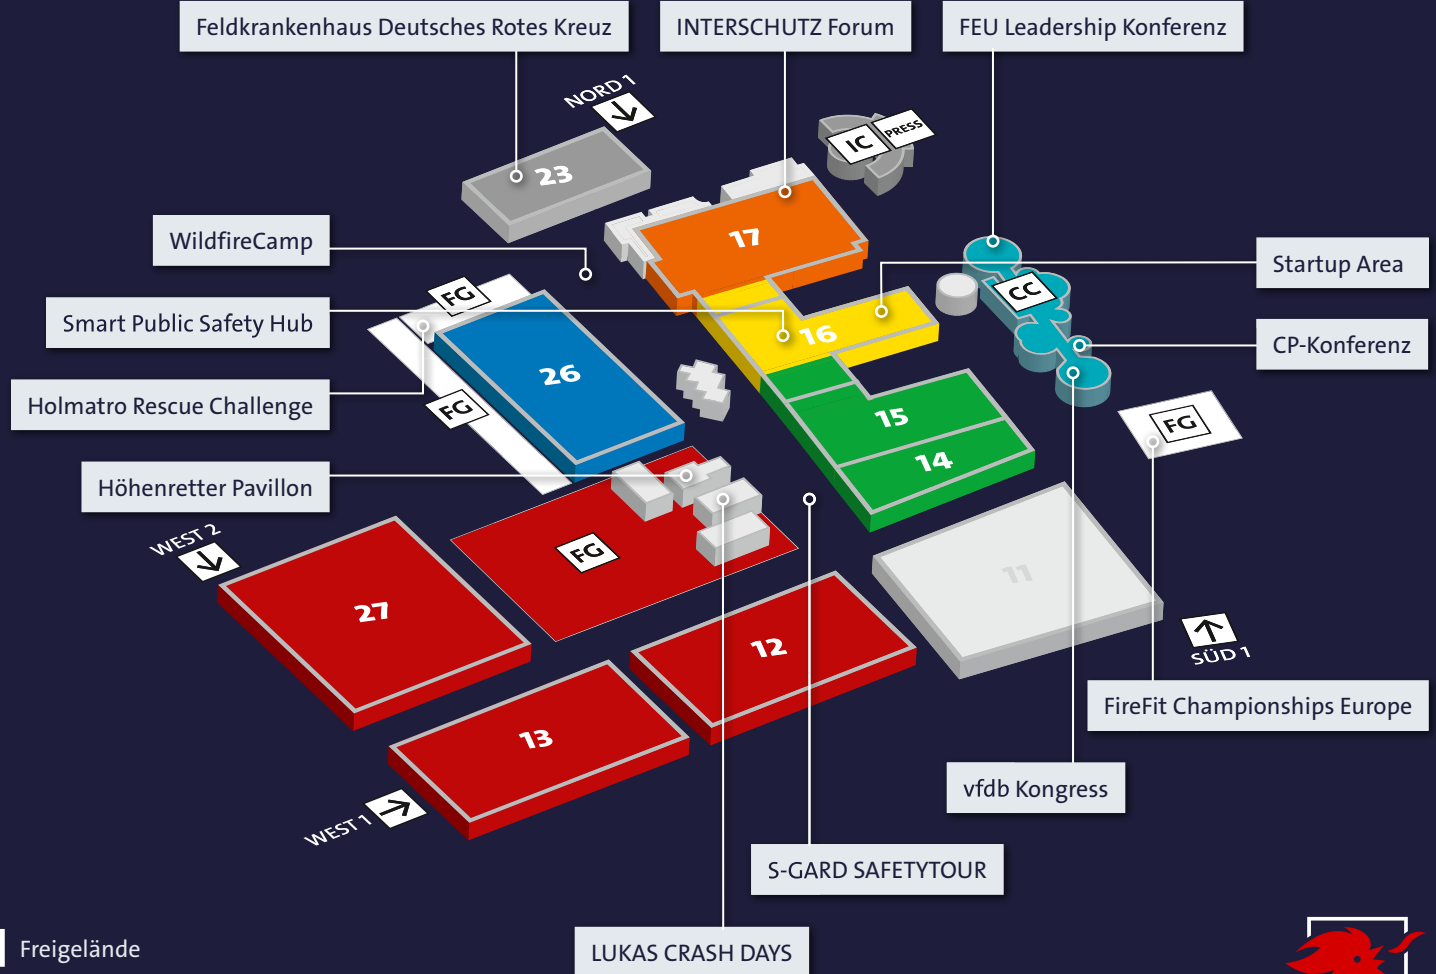 Feldkrankenhaus Deutsches Rotes Kreuz
INTERSCHUTZ Forum
FEU Leadership Konferenz
NORD 1
IC
PRESS
23
WildfireCamp
17
Startup Area
FG
CC
Smart Public Safety Hub
16
CP-Konferenz
26
Holmatro Rescue Challenge
FG
15
FG
14
Höhenretter Pavillon
WEST 2
FG
11
27
12
SÜD 1
FireFit Championships Europe
13
vfdb Kongress
WEST 1
S-GARD SAFETYTOUR
Freigelände
LUKAS CRASH DAYS